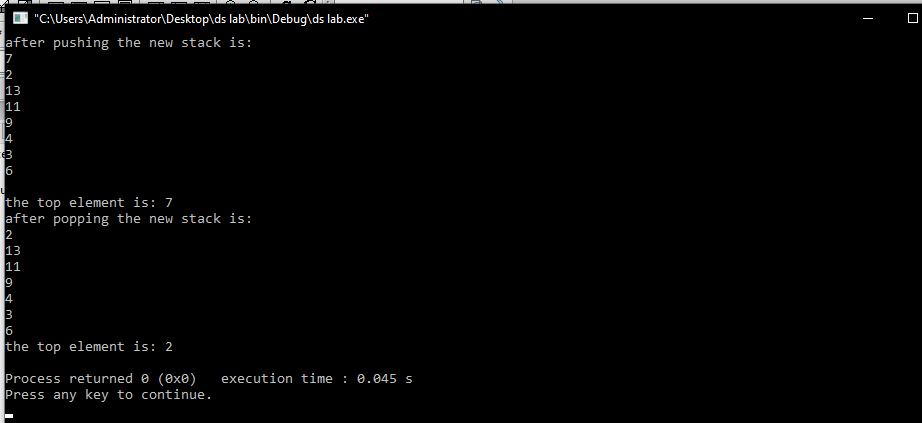 "C:\Users\Administrator\Desktop\ds lab\bin\Debug\ds lab.exe"
after pushing the new stack is:
7
2
13
11
9
4
3
6
the top element is: 7
after popping the new stack is:
2
13
11
9
4
3
6
the top element is: 2
Process returned 0 (0x0)   execution time : 0.045 s
Press any key to continue.